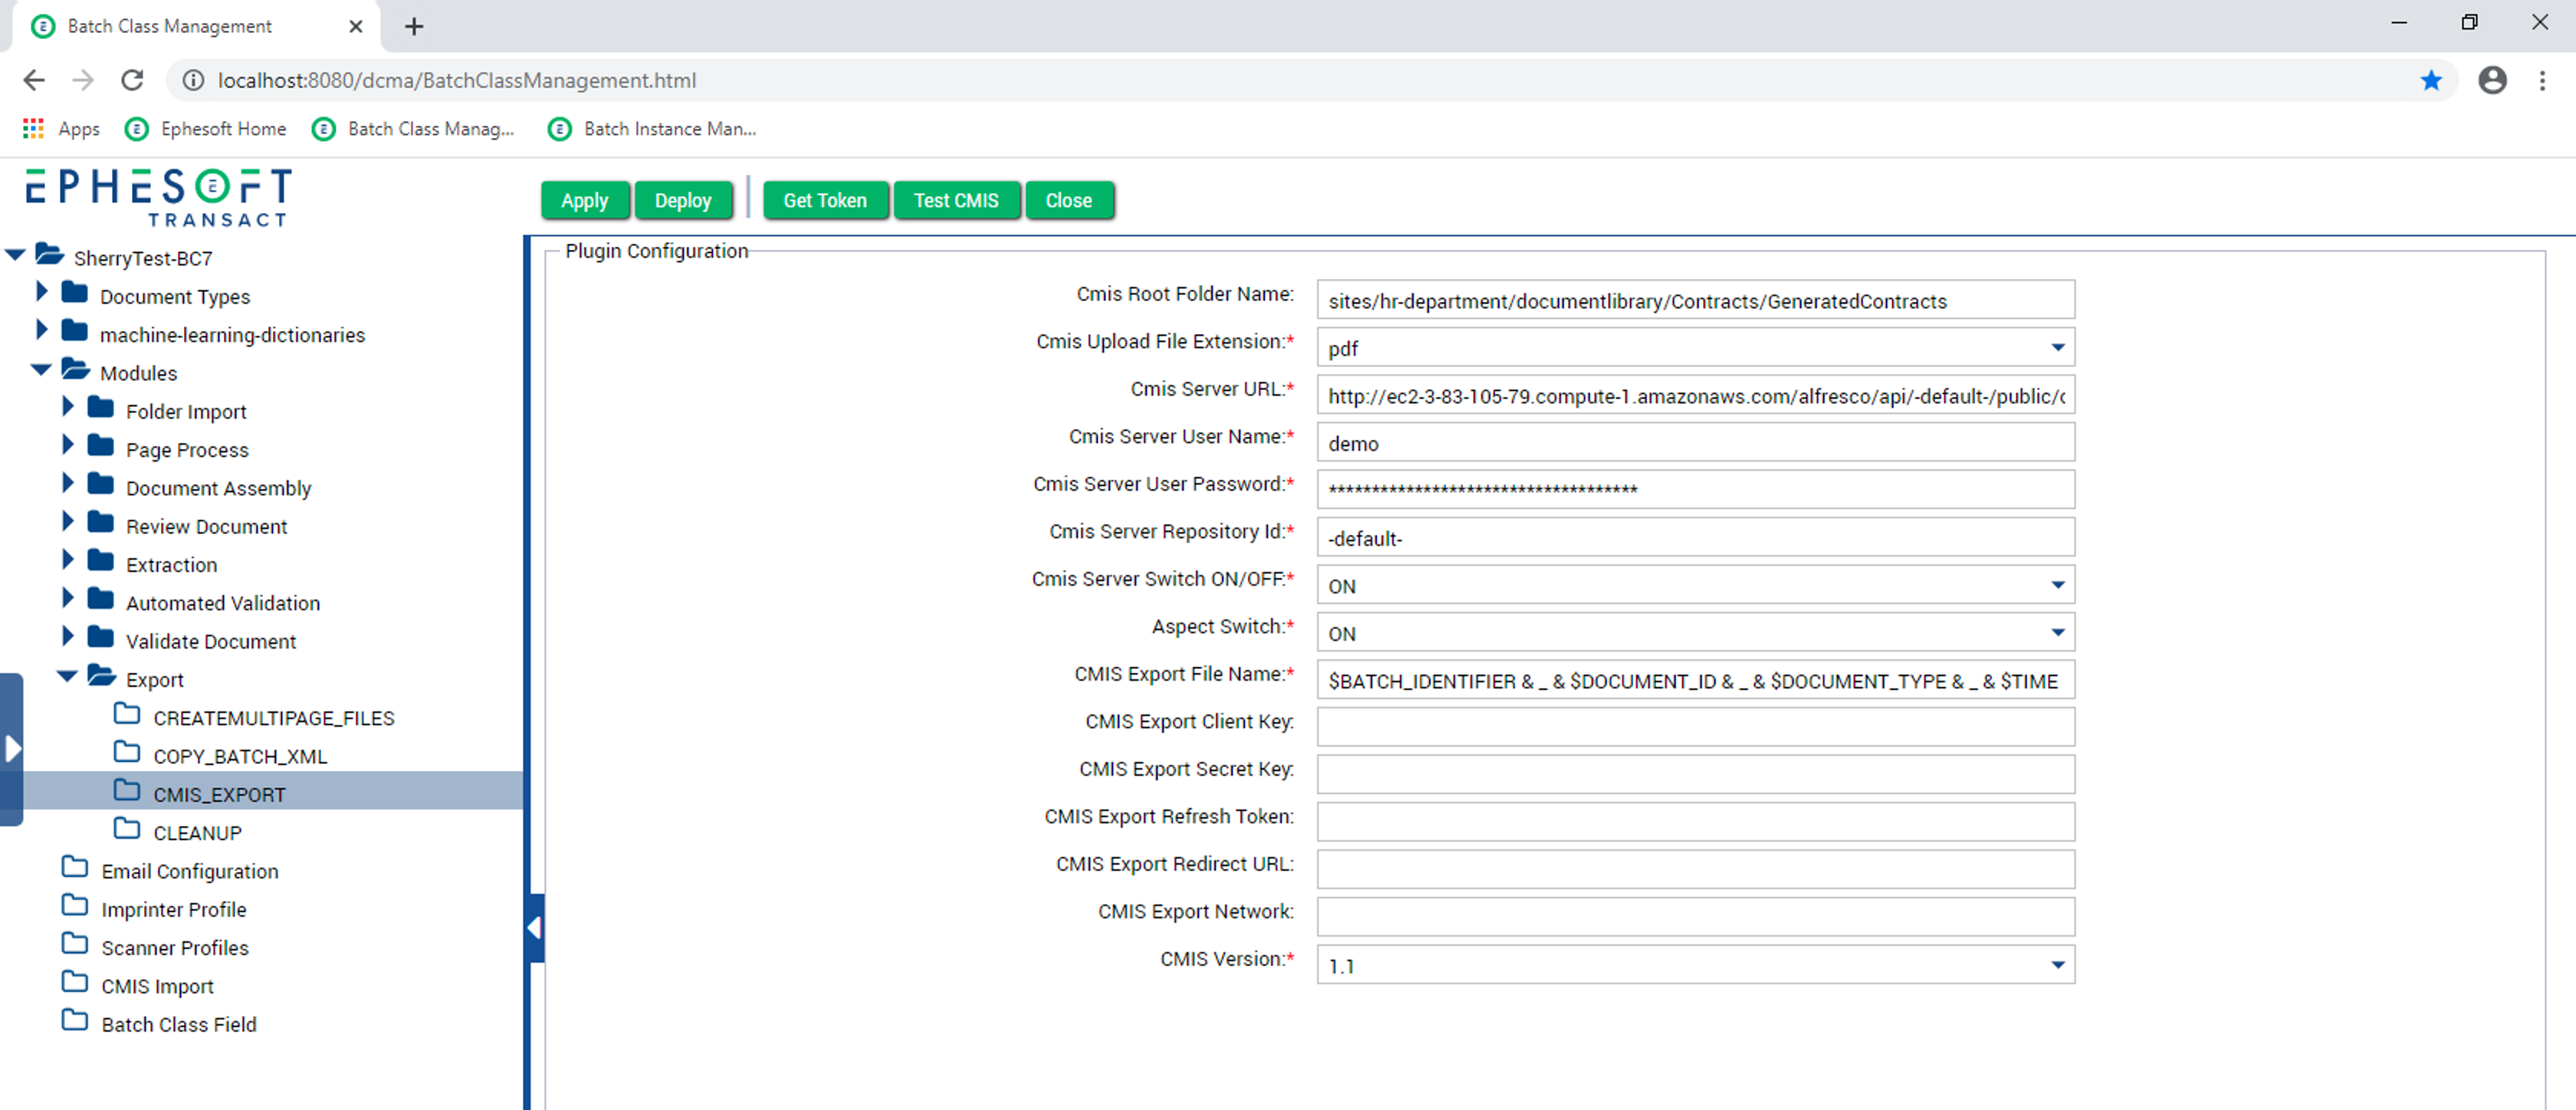 Batch Class Management
localhost:8080/dcma/BatchClassManagement.html
Apps
Ephesoft Home
Batch Class Manag...
Batch Instance Man...
EPHESOFT
TRANSACT
Apply
Deploy
Get Token
Test CMIS
Close
SherryTest-BC7
Document Types
machine-learning-dictionaries
Modules
Folder Import
Page Process
Document Assembly
Review Document
Extraction
Automated Validation
Validate Document
Export
CREATEMULTIPAGE_FILES
COPY_BATCH_XML
CMIS_EXPORT
CLEANUP
Email Configuration
Imprinter Profile
Scanner Profiles
CMIS Import
Batch Class Field
Plugin Configuration
Cmis Root Folder Name: sites/hr-department/documentlibrary/Contracts/GeneratedContracts
Cmis Upload File Extension:* pdf
Cmis Server URL:* http://ec2-3-83-105-79.compute-1.amazonaws.com/alfresco/api/-default-/public/c
Cmis Server User Name:* demo
Cmis Server User Password:* ************************************
Cmis Server Repository Id:* -default-
Cmis Server Switch ON/OFF:* ON
Aspect Switch:* ON
CMIS Export File Name:* $BATCH_IDENTIFIER & _ & $DOCUMENT_ID & _ & $DOCUMENT_TYPE & _ & $TIME
CMIS Export Client Key:
CMIS Export Secret Key:
CMIS Export Refresh Token:
CMIS Export Redirect URL:
CMIS Export Network:
CMIS Version:* 1.1